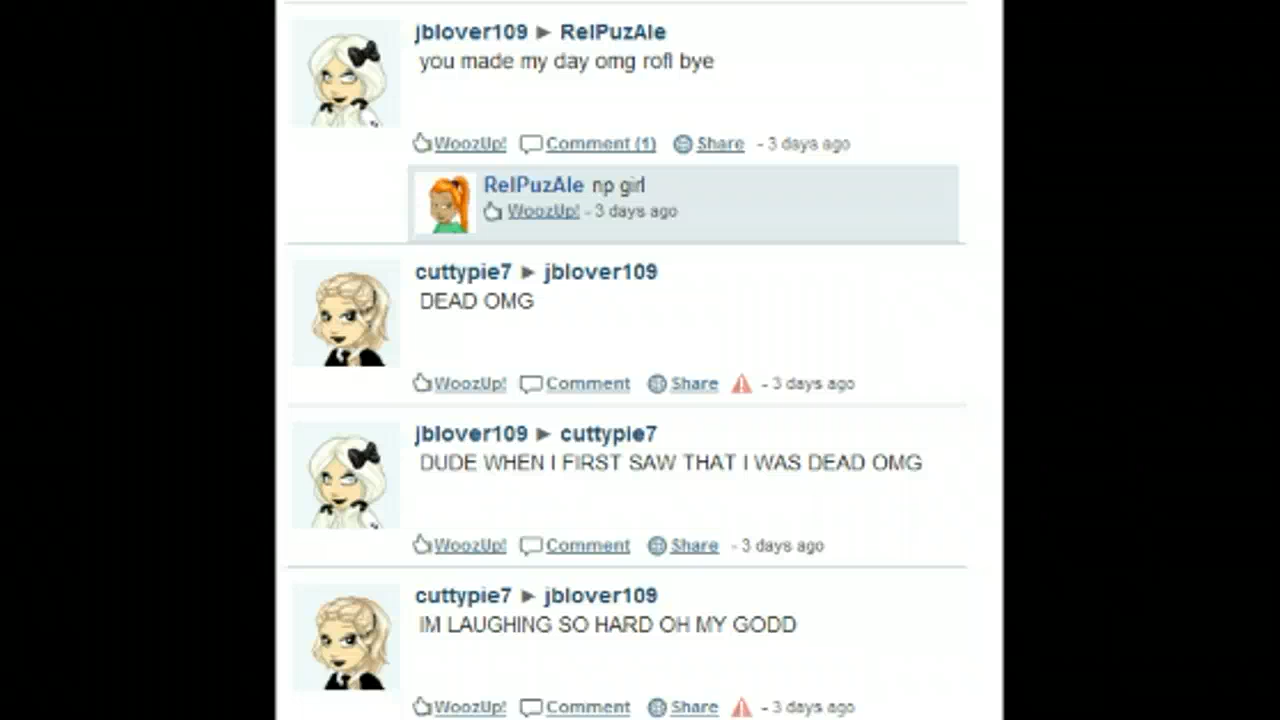 jblover109 ► RelPuzAle
you made my day omg rofl bye
WoozUp! Comment (1) Share - 3 days ago
RelPuzAle np girl
WoozUp! - 3 days ago
cuttypie7 ► jblover109
DEAD OMG
WoozUp! Comment Share - 3 days ago
jblover109 ► cuttypie7
DUDE WHEN I FIRST SAW THAT I WAS DEAD OMG
WoozUp! Comment Share - 3 days ago
cuttypie7 ► jblover109
IM LAUGHING SO HARD OH MY GODD
WoozUp! Comment Share - 3 days ago